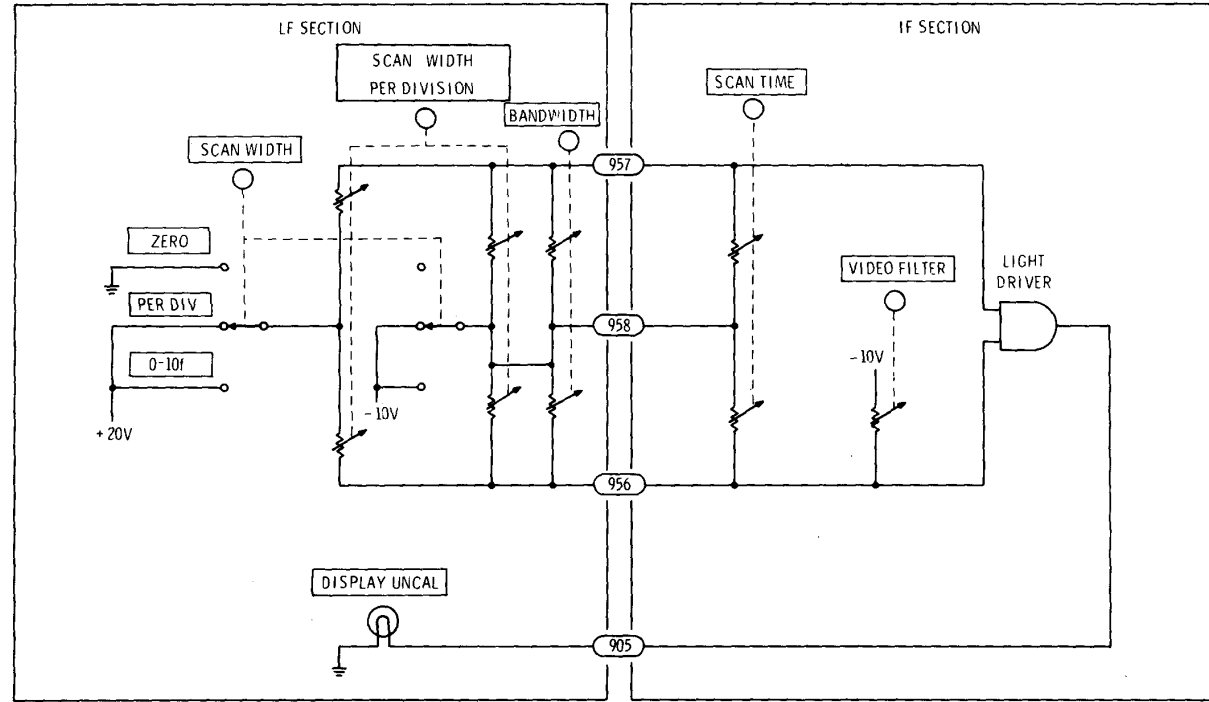 LF SECTION
IF SECTION
SCAN WIDTH
PER DIVISION
SCAN TIME
BANDWIDTH
SCAN WIDTH
957
ZERO
VIDEO FILTER
LIGHT
DRIVER
PER DIV
958
0-10f
-10V
-10V
+20V
956
DISPLAY UNCAL
905